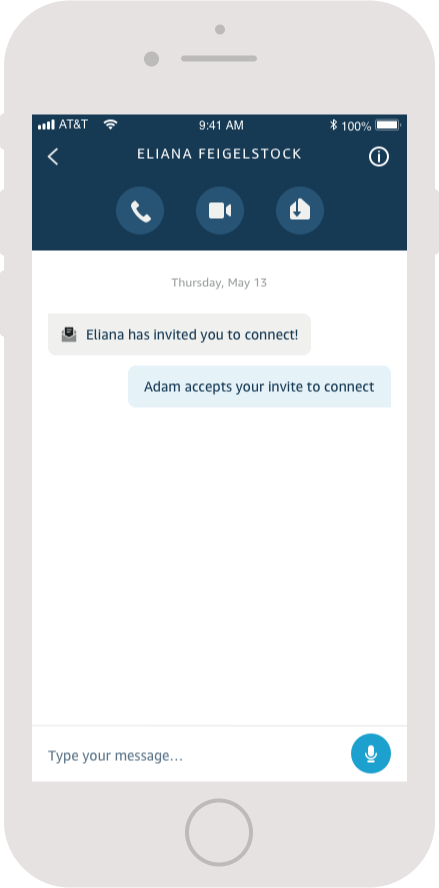 AT&T 9:41 AM 100%
ELIANA FEIGELSTOCK
Thursday, May 13
Eliana has invited you to connect!
Adam accepts your invite to connect
Type your message...